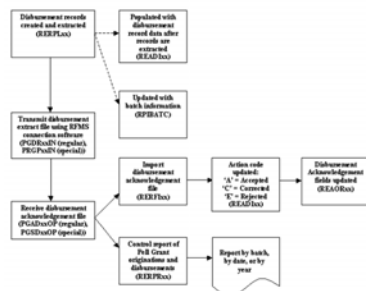 Disbursement records
created and extracted
(RERPLxx)
Populated with
disbursement
record data after
records are
extracted
(READ1xx)
Updated with
batch information
(RPIBATC)
Transmit disbursement
extract file using RFMS
connection software
(PGDRxxIN (regular),
PRGPxxIN (special))
Import
disbursement
acknowledgement
file
(RERFIxx)
Action code
updated:
"A" = Accepted
"C" = Corrected
"E" = Rejected
(READ1xx)
Disbursement
Acknowledgement
fields updated
(REAORxx)
Receive disbursement
acknowledgement file
(PGADxxOP (regular),
PGSDxxOP (special))
Control report of
Pell Grant
originations and
disbursements
(RERPRxx)
Report by batch,
by date, or by
year